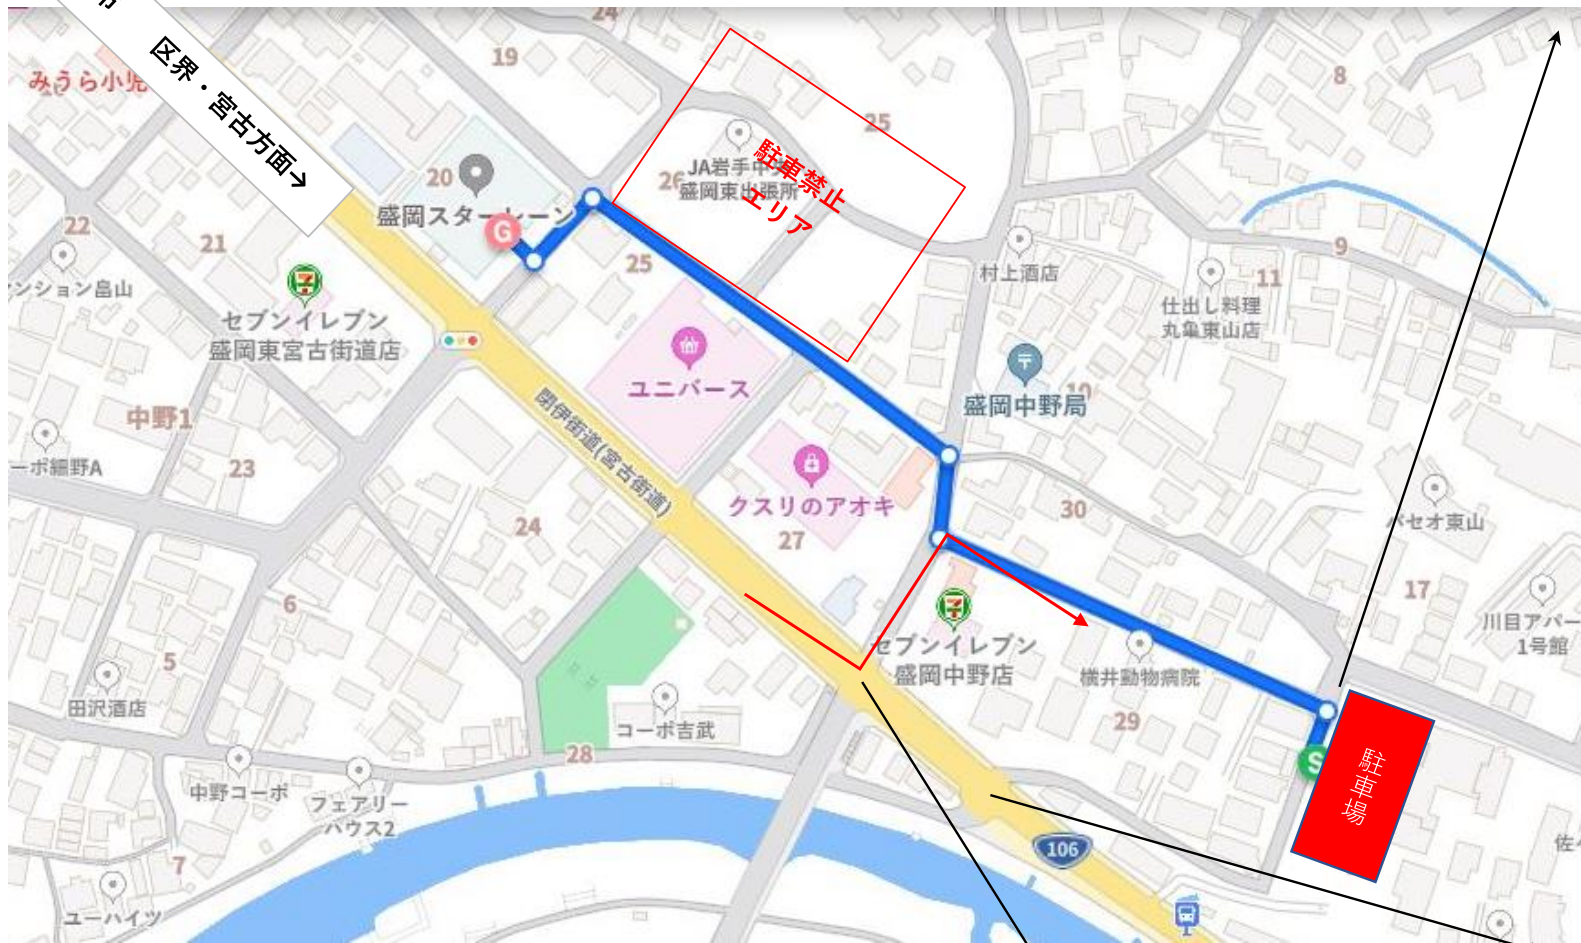 区界・宮古方面→
みうら小児
24
19
8
25
駐車禁止
エリア
JA岩手中央
盛岡東出張所
26
20
盛岡スターレーン
G
22
21
25
ンション畠山
セブンイレブン
盛岡東宮古街道店
村上酒店
11
9
仕出し料理
丸亀東山店
ユニバース
盛岡中野局
10
中野1
閉伊街道(宮古街道)
ーポ細野A
23
クスリのアオキ
24
27
30
パセオ東山
17
6
セブンイレブン
盛岡中野店
横井動物病院
川目アパー
1号館
5
田沢酒店
コーポ吉武
29
28
S
駐車場
中野コーポ
フェアリー
ハウス2
106
7
ユーハイツ